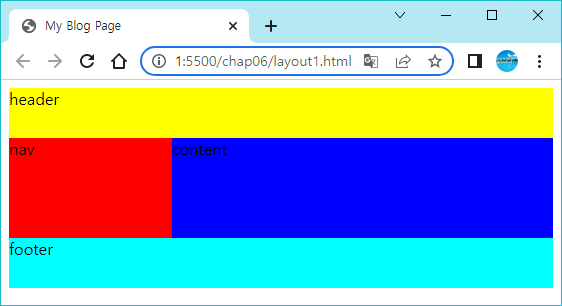 My Blog Page
1:5500/chap06/layout1.html
header
nav
content
footer